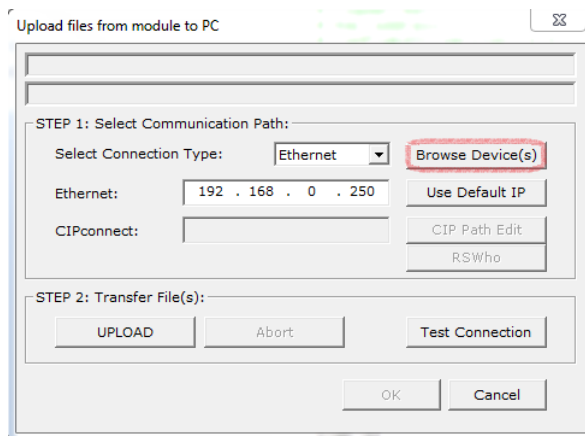 Upload files from module to PC
STEP 1: Select Communication Path:
Select Connection Type: Ethernet Browse Device(s)
Ethernet: 192 . 168 . 0 . 250 Use Default IP
CIPconnect: CIP Path Edit
RSWho
STEP 2: Transfer File(s):
UPLOAD Abort Test Connection
OK Cancel